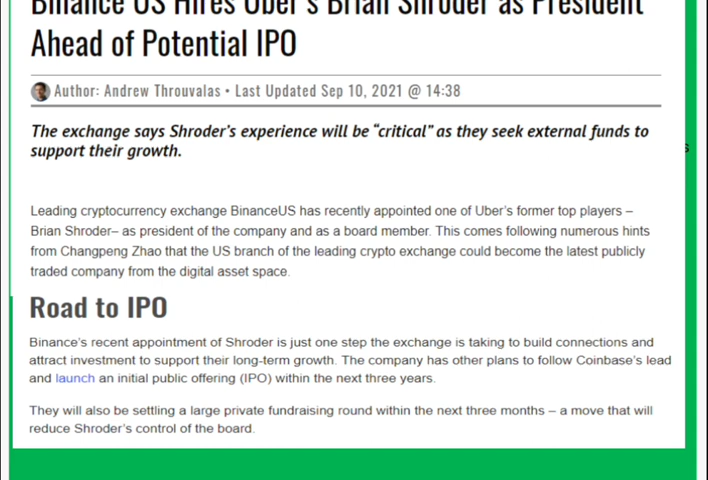 Binance US Hires Uber's Brian Shroder as President
Ahead of Potential IPO
Author: Andrew Throuvalas • Last Updated Sep 10, 2021 @ 14:38
The exchange says Shroder's experience will be “critical” as they seek external funds to
support their growth.
Leading cryptocurrency exchange BinanceUS has recently appointed one of Uber's former top players –
Brian Shroder– as president of the company and as a board member. This comes following numerous hints
from Changpeng Zhao that the US branch of the leading crypto exchange could become the latest publicly
traded company from the digital asset space.
Road to IPO
Binance's recent appointment of Shroder is just one step the exchange is taking to build connections and
attract investment to support their long-term growth. The company has other plans to follow Coinbase's lead
and launch an initial public offering (IPO) within the next three years.
They will also be settling a large private fundraising round within the next three months – a move that will
reduce Shroder's control of the board.